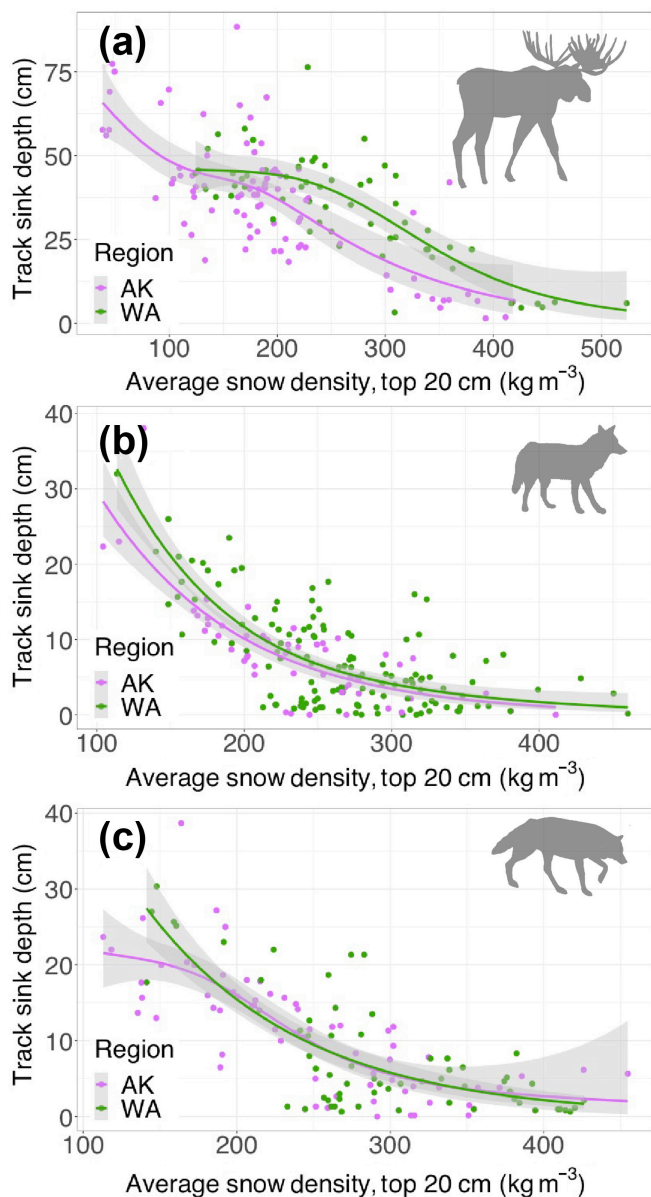 (a)
Track sink depth (cm)
75
50
25
0
Region
AK
WA
100 200 300 400 500
Average snow density, top 20 cm (kg m⁻³)
(b)
Track sink depth (cm)
40
30
20
10
0
Region
AK
WA
100 200 300 400
Average snow density, top 20 cm (kg m⁻³)
(c)
Track sink depth (cm)
40
30
20
10
0
Region
AK
WA
100 200 300 400
Average snow density, top 20 cm (kg m⁻³)